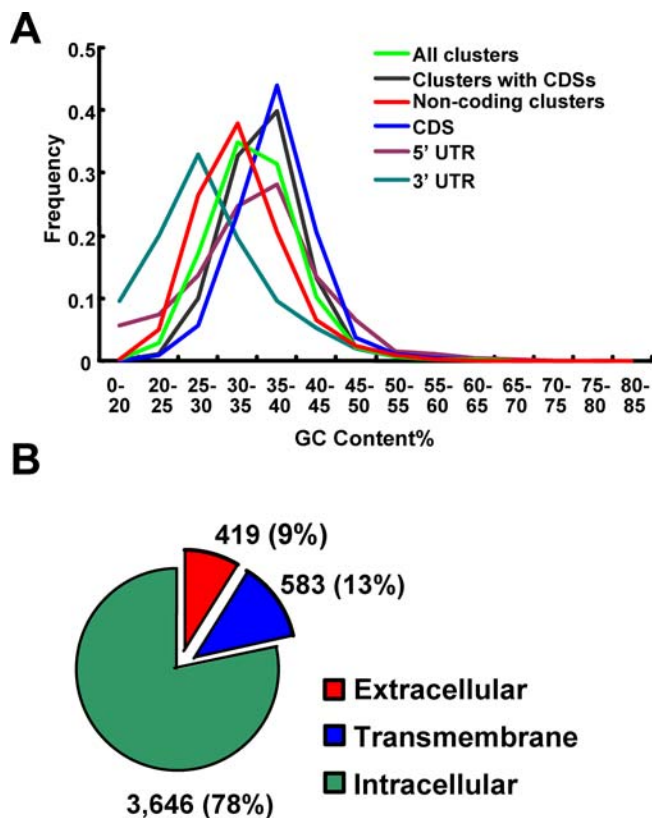 A
0.5
0.4
0.3
0.2
0.1
0
Frequency
All clusters
Clusters with CDSs
Non-coding clusters
CDS
5’ UTR
3’ UTR
0- 20- 25- 30- 35- 40- 45- 50- 55- 60- 65- 70- 75- 80-
20 25 30 35 40 45 50 55 60 65 70 75 80 85
GC Content%
B
419 (9%)
583 (13%)
Extracellular
Transmembrane
Intracellular
3,646 (78%)